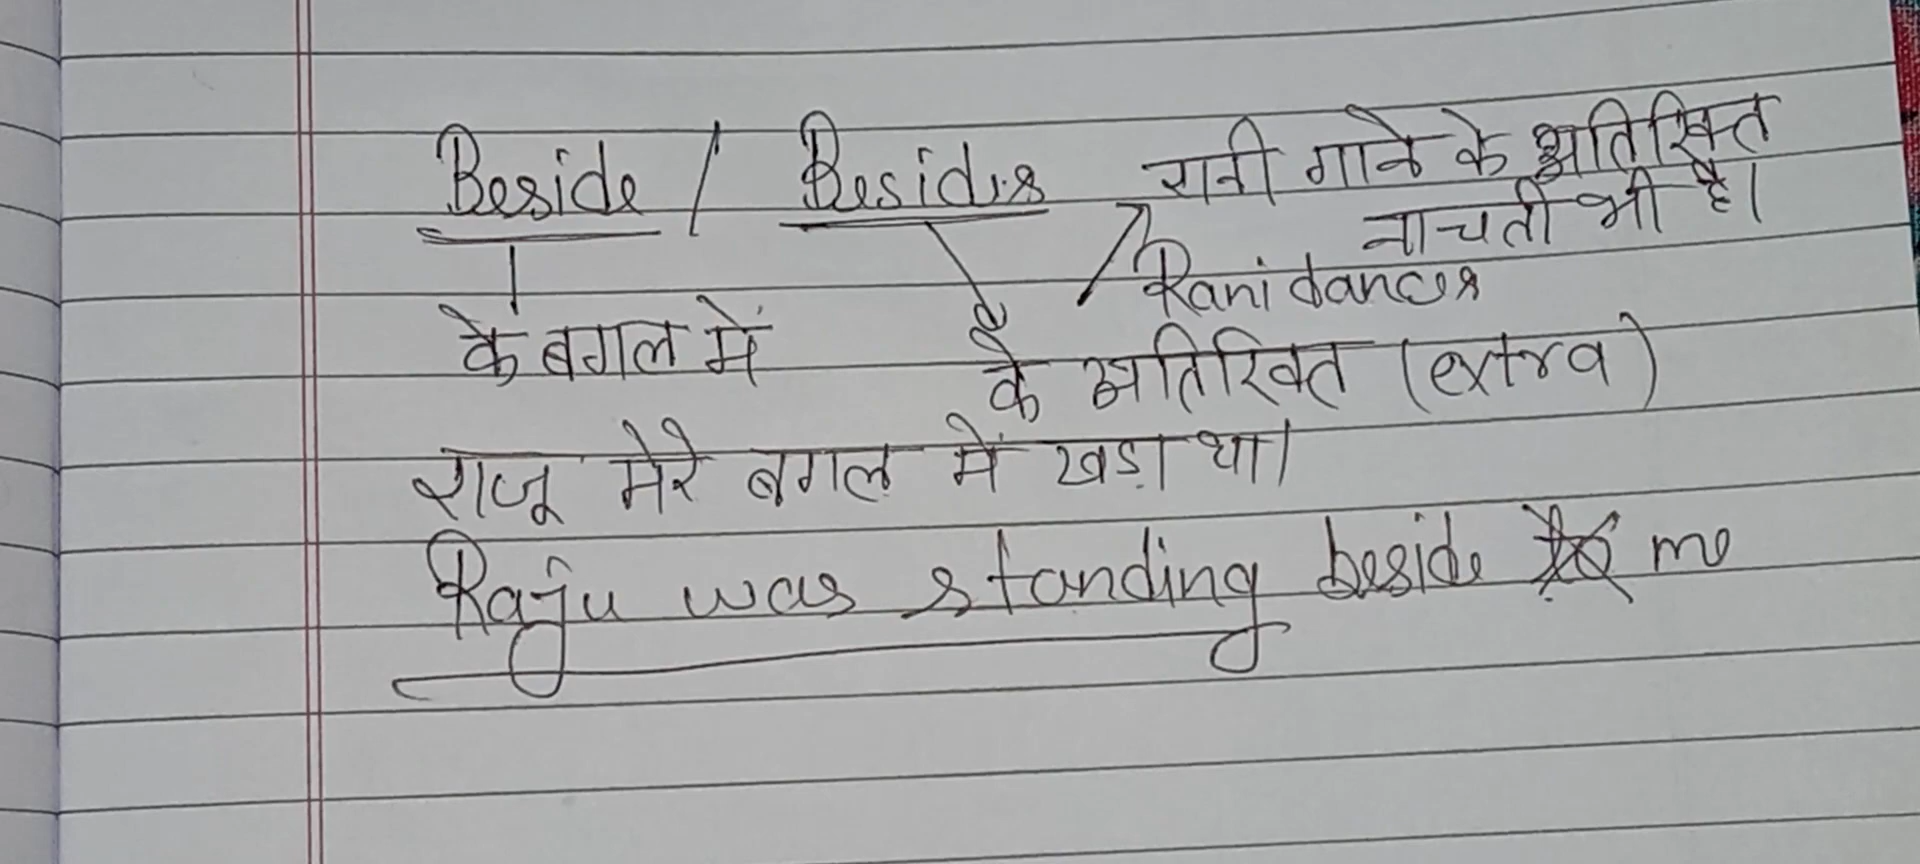 Beside / Besides रानी गाने के अतिरिक्त
नाचती भी है।
Rani dances
के बगल में
के अतिरिक्त (extra)
राजू मेरे बगल में खड़ा था।
Raju was standing beside me